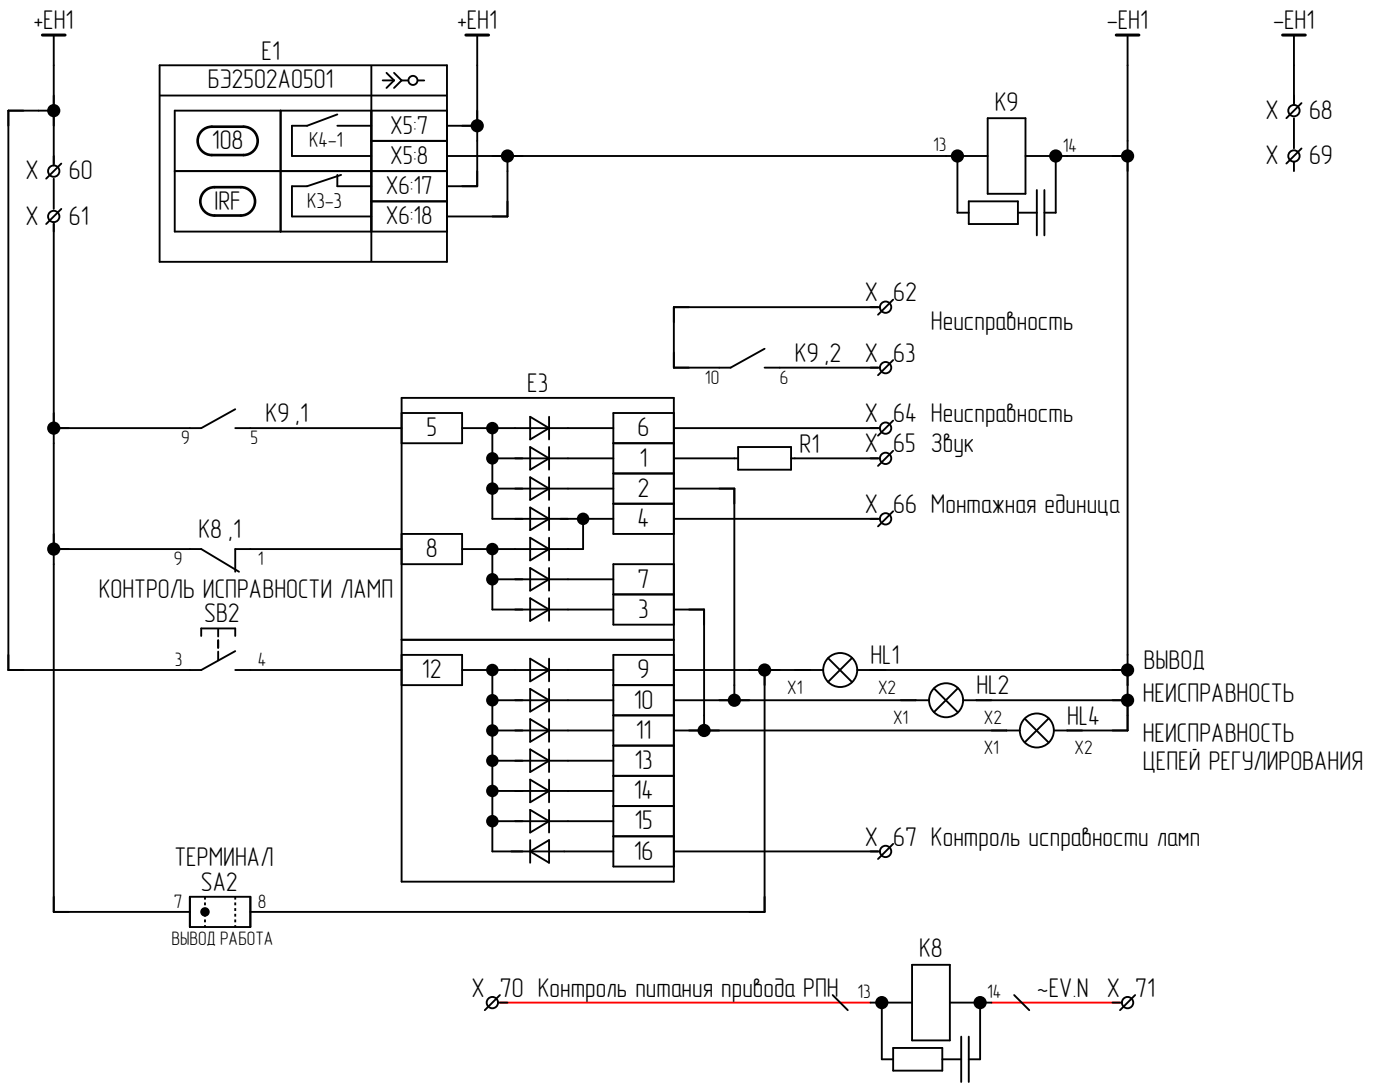 +EH1
+EH1
-EH1
-EH1
E1
БЭ2502А0501
108
K4-1
X5:7
X5:8
IRF
K3-3
X6:17
X6:18
K9
13
14
X 68
X 69
X 60
X 61
X 62
Неисправность
K9,2
X 63
10
6
E3
K9,1
9
5
5
6
X 64
Неисправность
1
R1
X 65
Звук
2
4
X 66
Монтажная единица
K8,1
9
1
8
7
3
КОНТРОЛЬ ИСПРАВНОСТИ ЛАМП
SB2
3
4
12
9
HL1
X1
X2
ВЫВОД
10
HL2
X1
X2
НЕИСПРАВНОСТЬ
11
HL4
X1
X2
НЕИСПРАВНОСТЬ
ЦЕПЕЙ РЕГУЛИРОВАНИЯ
13
14
15
16
X 67
Контроль исправности ламп
ТЕРМИНАЛ
SA2
7
8
ВЫВОД РАБОТА
K8
X 70
Контроль питания привода РПН
13
14
~EV.N
X 71